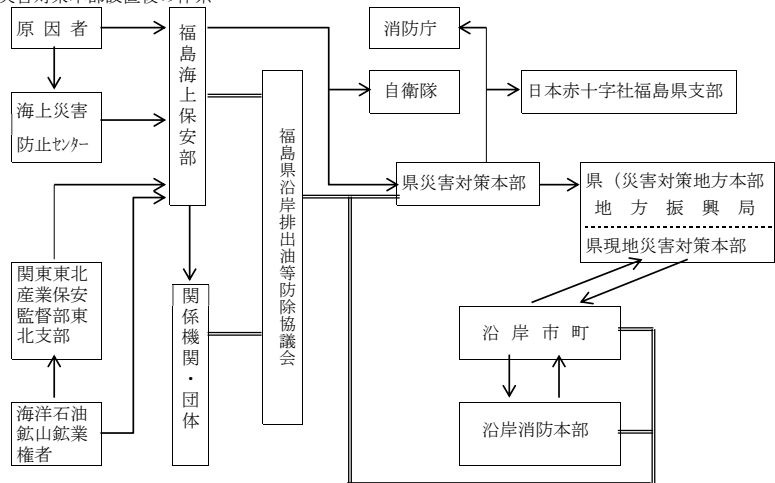 災害対策本部設置後の体系
原因者
海上災害
防止センター
関東東北
産業保安
監督部東
北支部
海洋石油
鉱山鉱業
権者
福島海上保安部
関係機関・団体
福島県沿岸排出油等防除協議会
消防庁
自衛隊
日本赤十字社福島県支部
県災害対策本部
県（災害対策地方本部
地方振興局
県現地災害対策本部
沿岸市町
沿岸消防本部